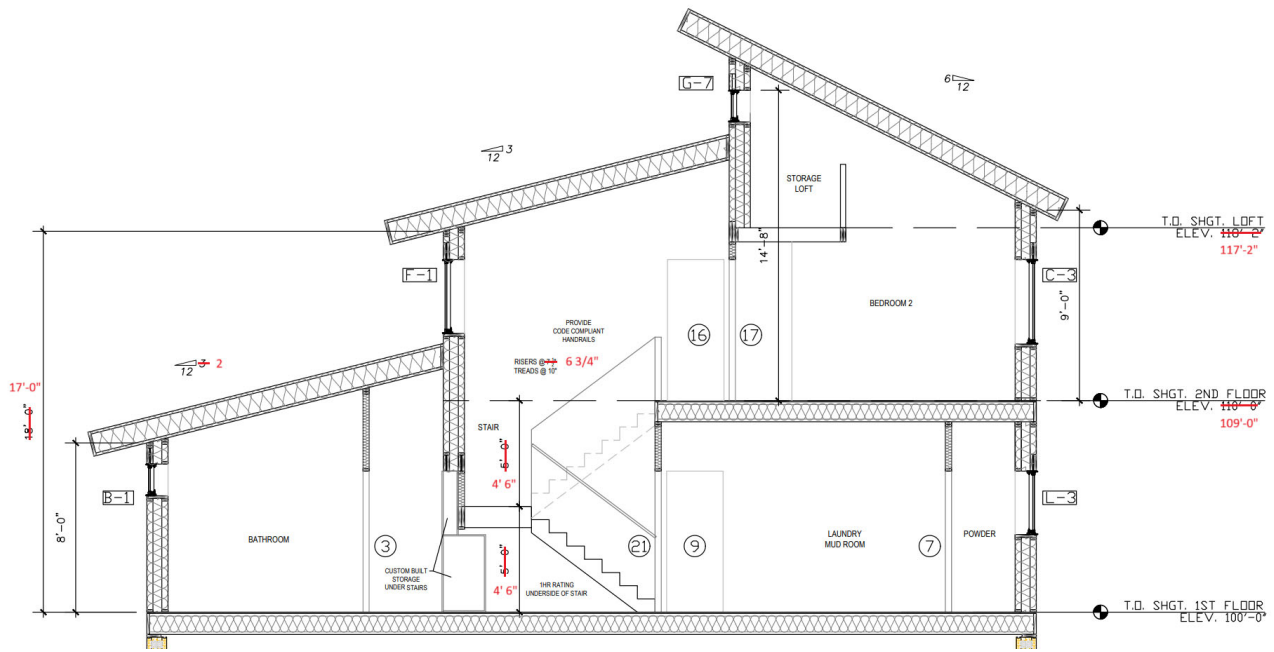 G-7
6
12
3
12
STORAGE
LOFT
T.O. SHGT. LOFT
ELEV. 118'-2"
117'-2"
F-1
14'-8"
C-3
9'-0"
BEDROOM 2
PROVIDE
CODE COMPLIANT
HANDRAILS
16
17
RISERS @
6 3/4"
TREADS @ 10"
3
2
12
17'-0"
18'-0"
T.O. SHGT. 2ND FLOOR
ELEV. 110'-0"
109'-0"
STAIR
5'-0"
4' 6"
B-1
L-3
8'-0"
BATHROOM
3
21
9
LAUNDRY
MUD ROOM
7
POWDER
CUSTOM BUILT
STORAGE
UNDER STAIRS
5'-0"
4' 6"
1HR RATING
UNDERSIDE OF STAIR
T.O. SHGT. 1ST FLOOR
ELEV. 100'-0"